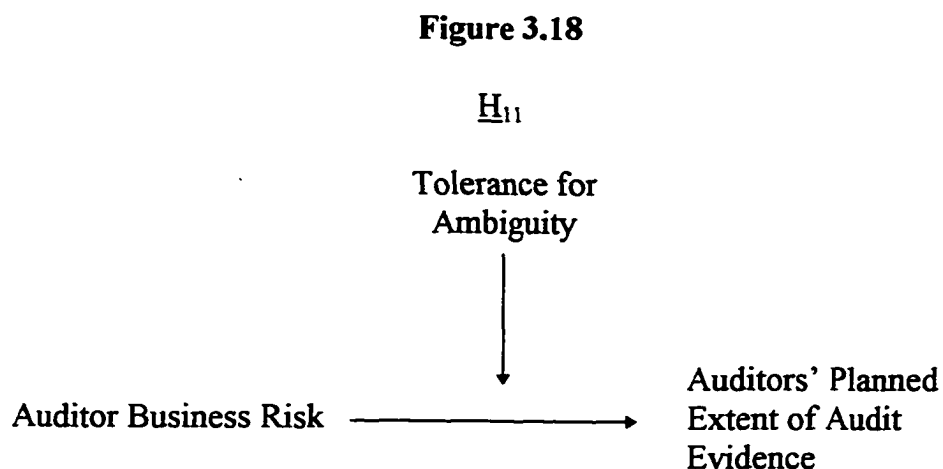 Figure 3.18
H11
Tolerance for
Ambiguity
Auditor Business Risk
Auditors' Planned
Extent of Audit
Evidence